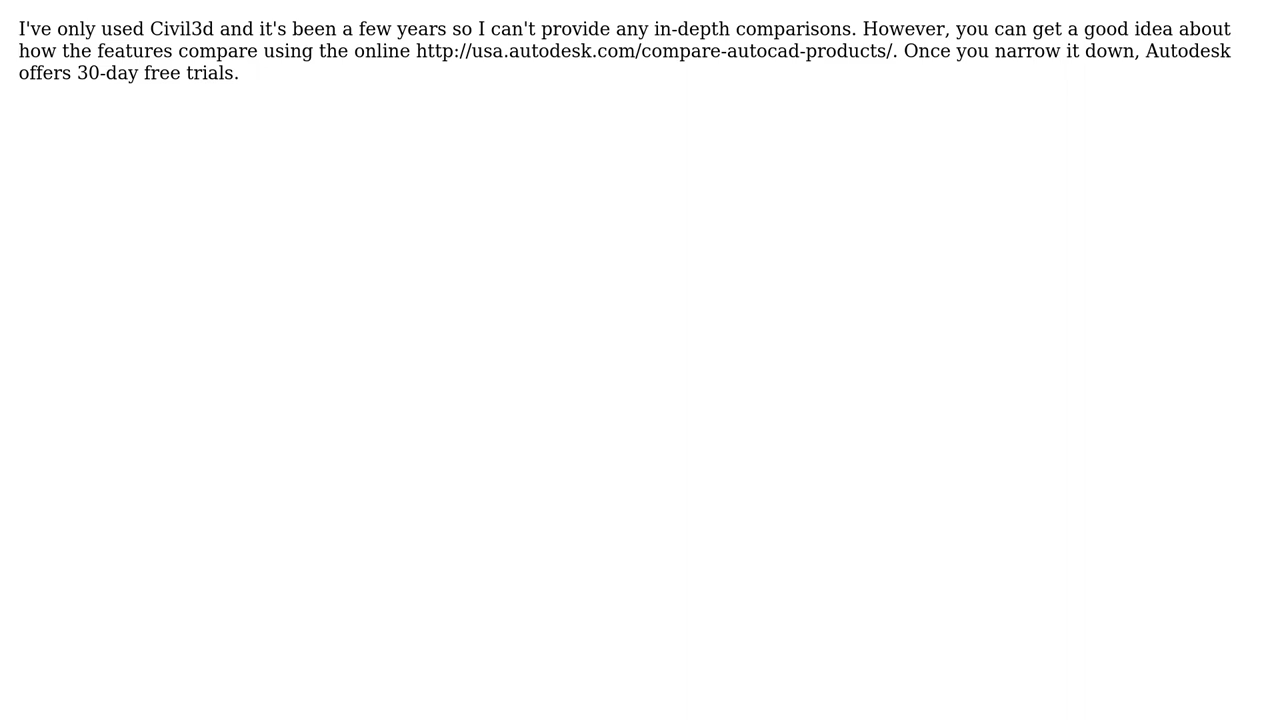 I've only used Civil3d and it's been a few years so I can't provide any in-depth comparisons. However, you can get a good idea about
how the features compare using the online http://usa.autodesk.com/compare-autocad-products/. Once you narrow it down, Autodesk
offers 30-day free trials.